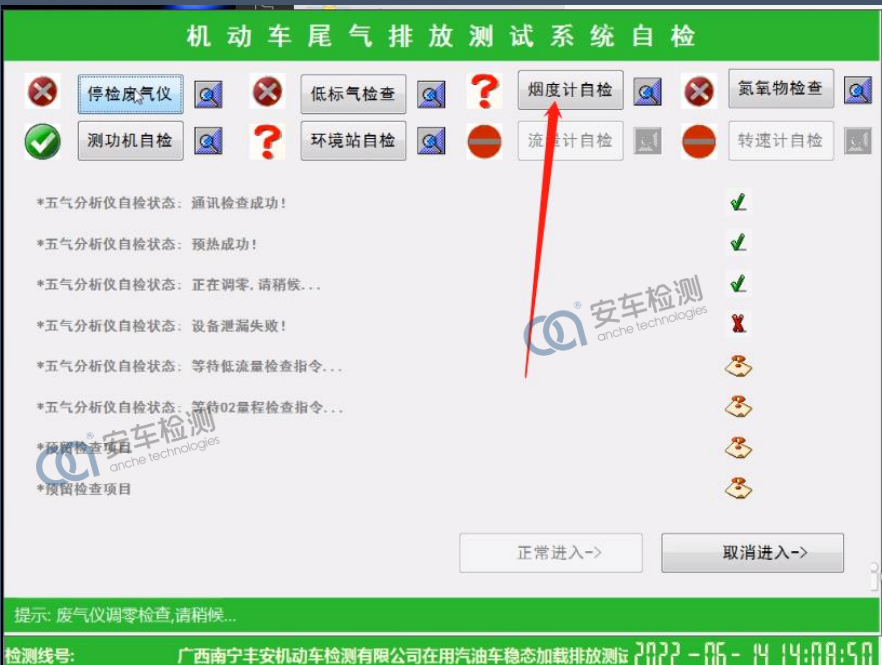 机动车尾气排放测试系统自检
停检废气仪 低标气检查 烟度计自检 氮氧物检查
测功机自检 环境站自检 流量计自检 转速计自检
*五气分析仪自检状态: 通讯检查成功!
*五气分析仪自检状态: 预热成功!
*五气分析仪自检状态: 正在调零,请稍候...
*五气分析仪自检状态: 设备泄漏失败!
安车检测
anche technologies
*五气分析仪自检状态: 等待低流量检查指令...
*五气分析仪自检状态: 等待O2量程检查指令...
*预留检查项目
安车检测
anche technologies
*预留检查项目
正常进入-> 取消进入->
提示: 废气仪调零检查,请稍候...
检测线号: 广西南宁丰安机动车检测有限公司在用汽油车稳态加载排放测 2022-06-14 14:08:50